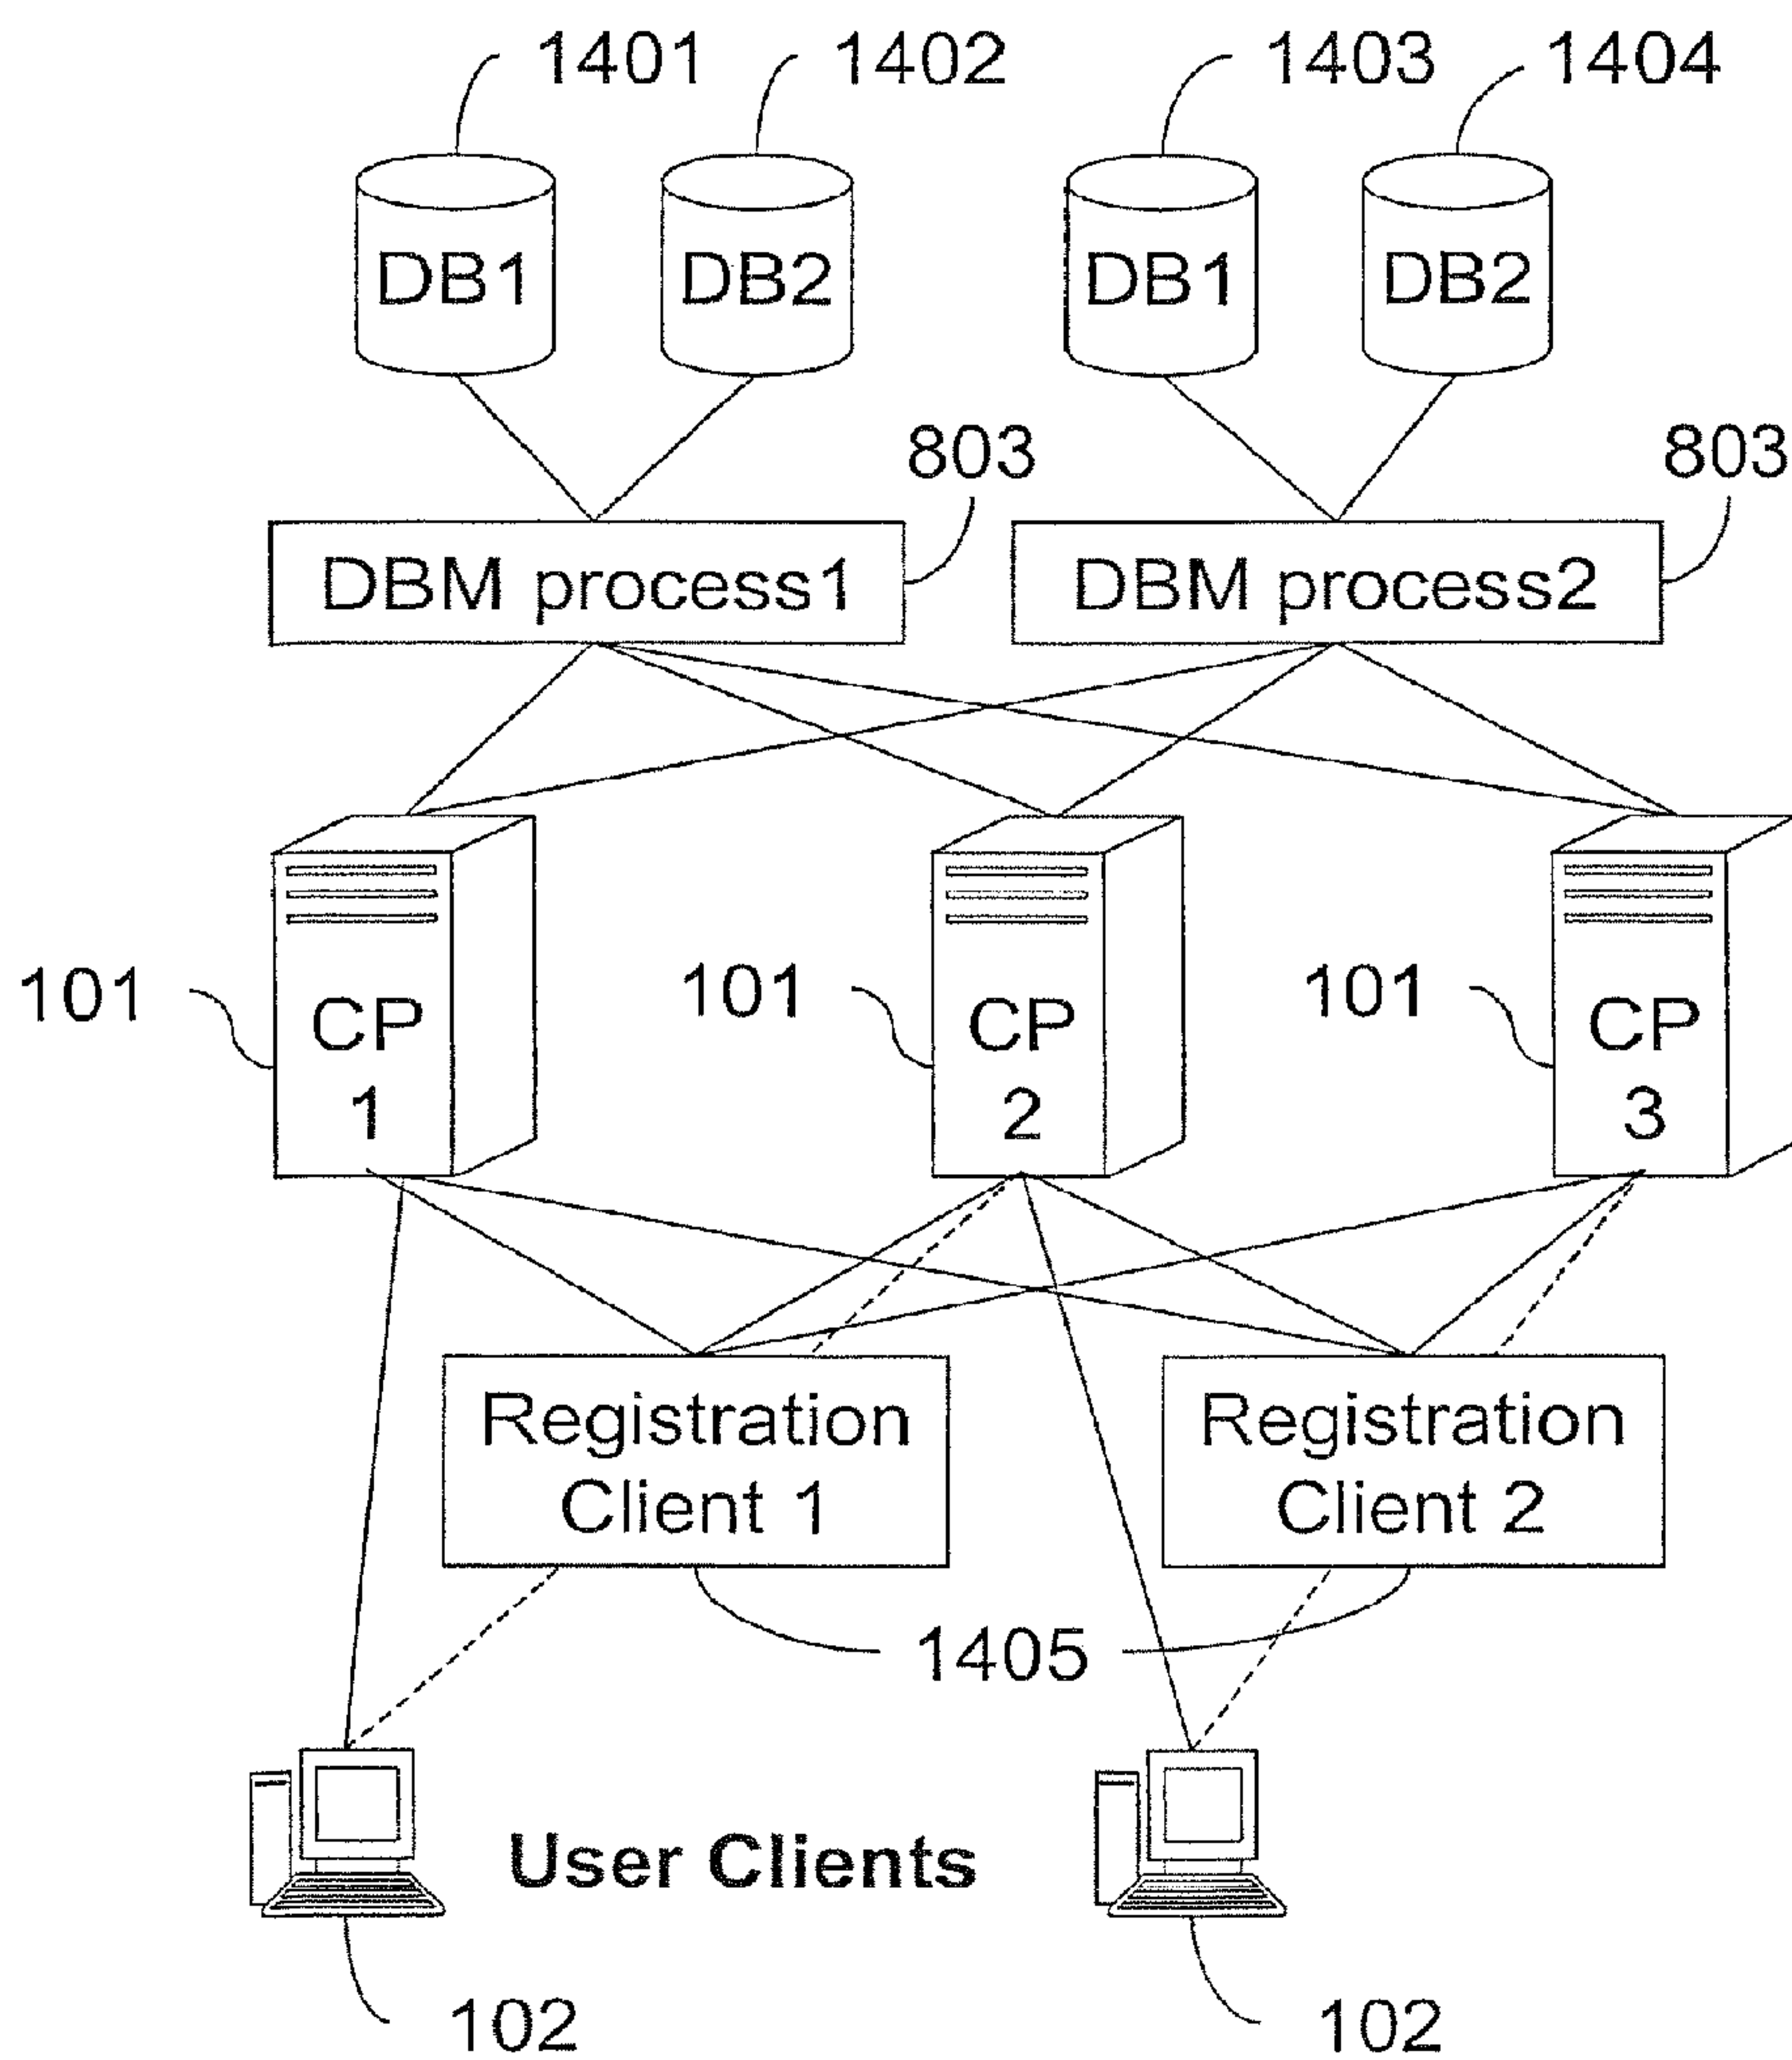 1401
1402
1403
1404
DB1
DB2
DB1
DB2
803
803
DBM process1
DBM process2
101
101
101
CP
1
CP
2
CP
3
Registration
Client 1
Registration
Client 2
1405
User Clients
102
102